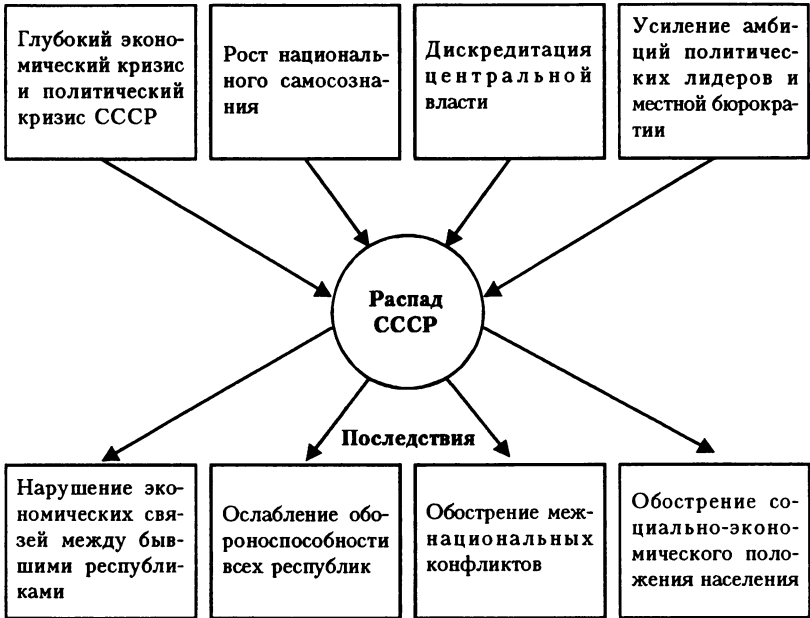 Глубокий эконо-
мический кризис
и политический
кризис СССР
Рост националь-
ного самосозна-
ния
Дискредитация
центральной
власти
Усиление амби-
ций политичес-
ких лидеров и
местной бюрокра-
тии
Распад
СССР
Последствия
Нарушение эко-
номических свя-
зей между быв-
шими республи-
ками
Ослабление обо-
роноспособности
всех республик
Обострение меж-
национальных
конфликтов
Обострение со-
циально-эконо-
мического поло-
жения населения